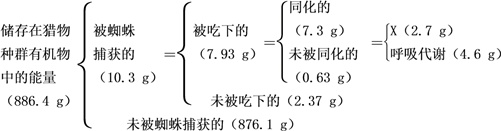 储存在猎物
种群有机物
中的能量
(886.4 g)
被蜘蛛
捕获的
(10.3 g)
=
被吃下的
(7.93 g)
=
同化的
(7.3 g)
未被同化的
(0.63 g)
=
X (2.7 g)
呼吸代谢 (4.6 g)
未被吃下的 (2.37 g)
未被蜘蛛捕获的 (876.1 g)